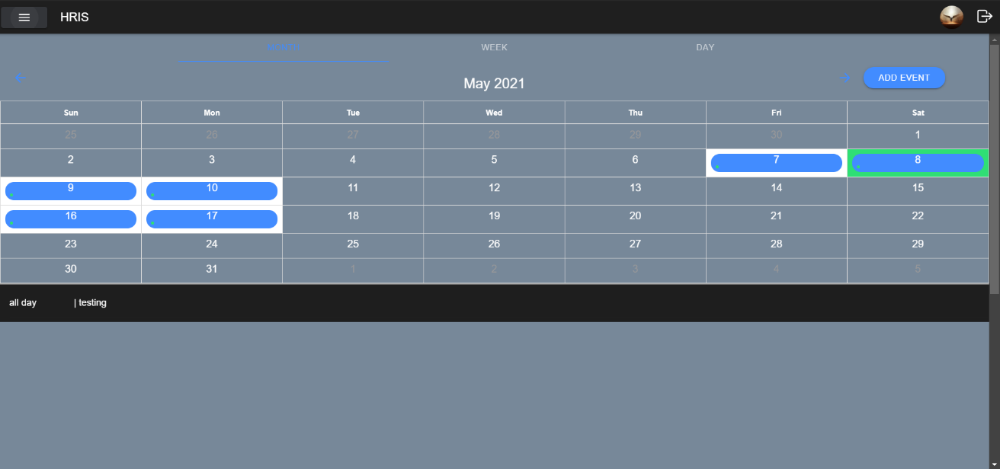 HRIS
MONTH WEEK DAY
May 2021 ADD EVENT
Sun Mon Tue Wed Thu Fri Sat
25 26 27 28 29 30 1
2 3 4 5 6 7 8
9 10 11 12 13 14 15
16 17 18 19 20 21 22
23 24 25 26 27 28 29
30 31 1 2 3 4 5
all day | testing